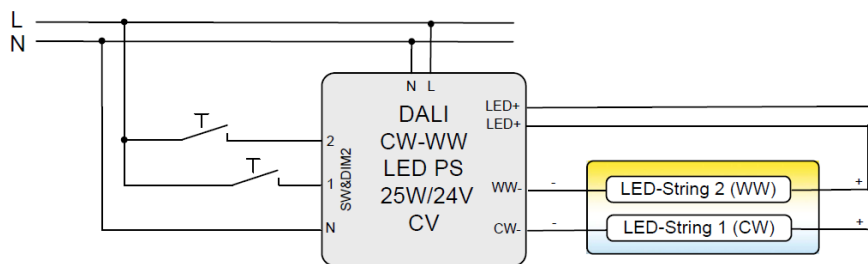 L
N
N L
DALI
CW-WW
LED PS
25W/24V
CV
SW&DIM2
2
1
N
LED+
LED+
WW-
CW-
T
T
- LED-String 2 (WW) +
- LED-String 1 (CW) +